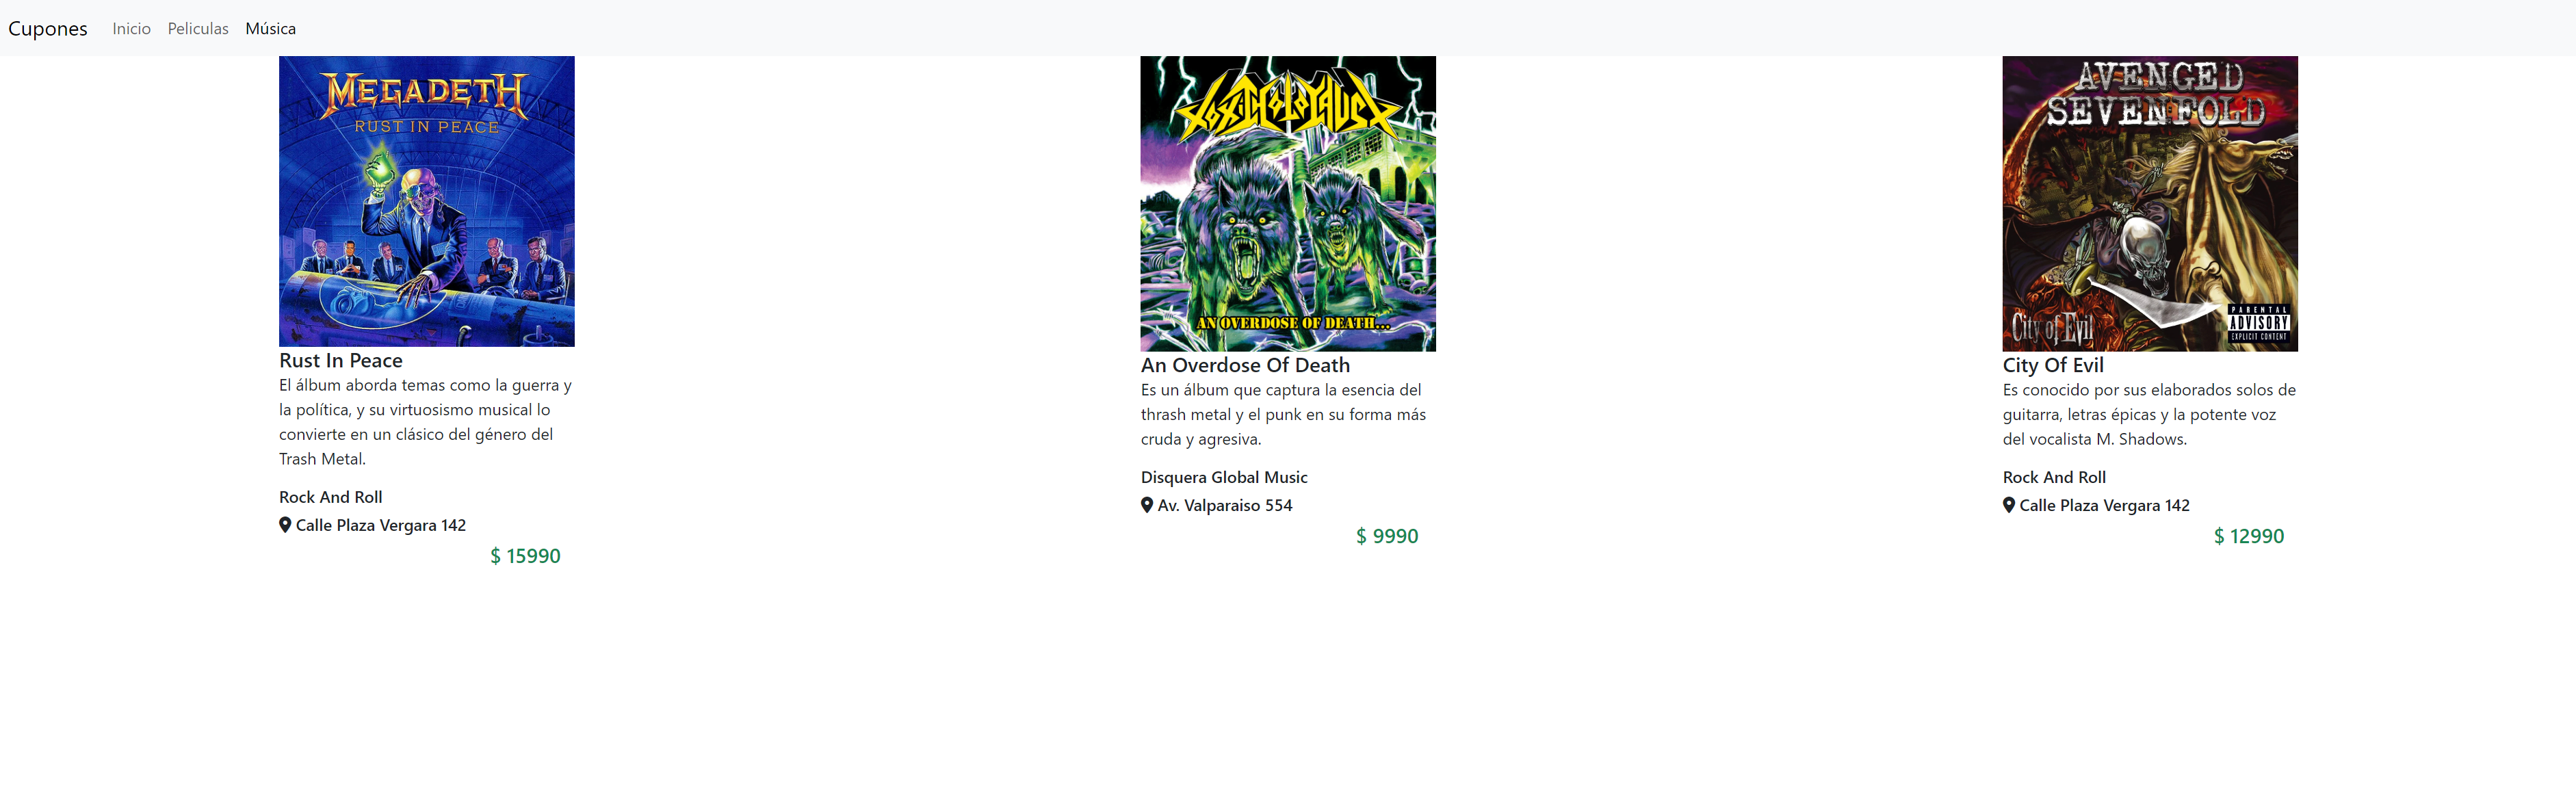 Cupones Inicio Peliculas Música
MEGADETH
RUST IN PEACE
Rust In Peace
El álbum aborda temas como la guerra y
la política, y su virtuosismo musical lo
convierte en un clásico del género del
Trash Metal.
Rock And Roll
Calle Plaza Vergara 142
$ 15990
TOXIC HOLOCAUST
AN OVERDOSE OF DEATH...
An Overdose Of Death
Es un álbum que captura la esencia del
thrash metal y el punk en su forma más
cruda y agresiva.
Disquera Global Music
Av. Valparaiso 554
$ 9990
AVENGED
SEVENFOLD
City of Evil
PARENTAL
ADVISORY
EXPLICIT CONTENT
City Of Evil
Es conocido por sus elaborados solos de
guitarra, letras épicas y la potente voz
del vocalista M. Shadows.
Rock And Roll
Calle Plaza Vergara 142
$ 12990